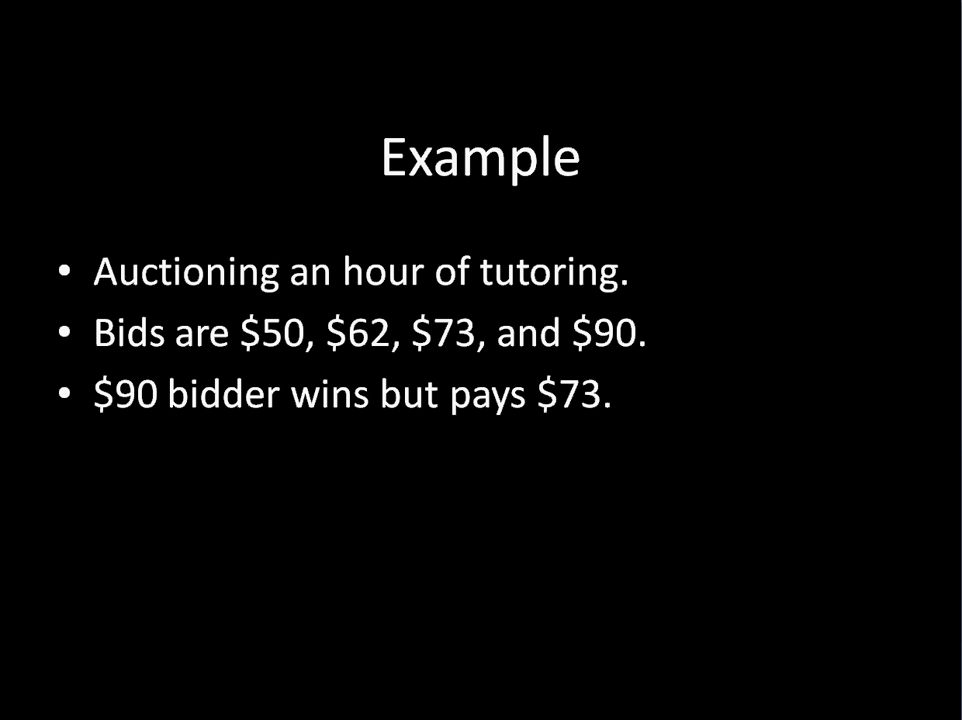 Example
• Auctioning an hour of tutoring.
• Bids are $50, $62, $73, and $90.
• $90 bidder wins but pays $73.